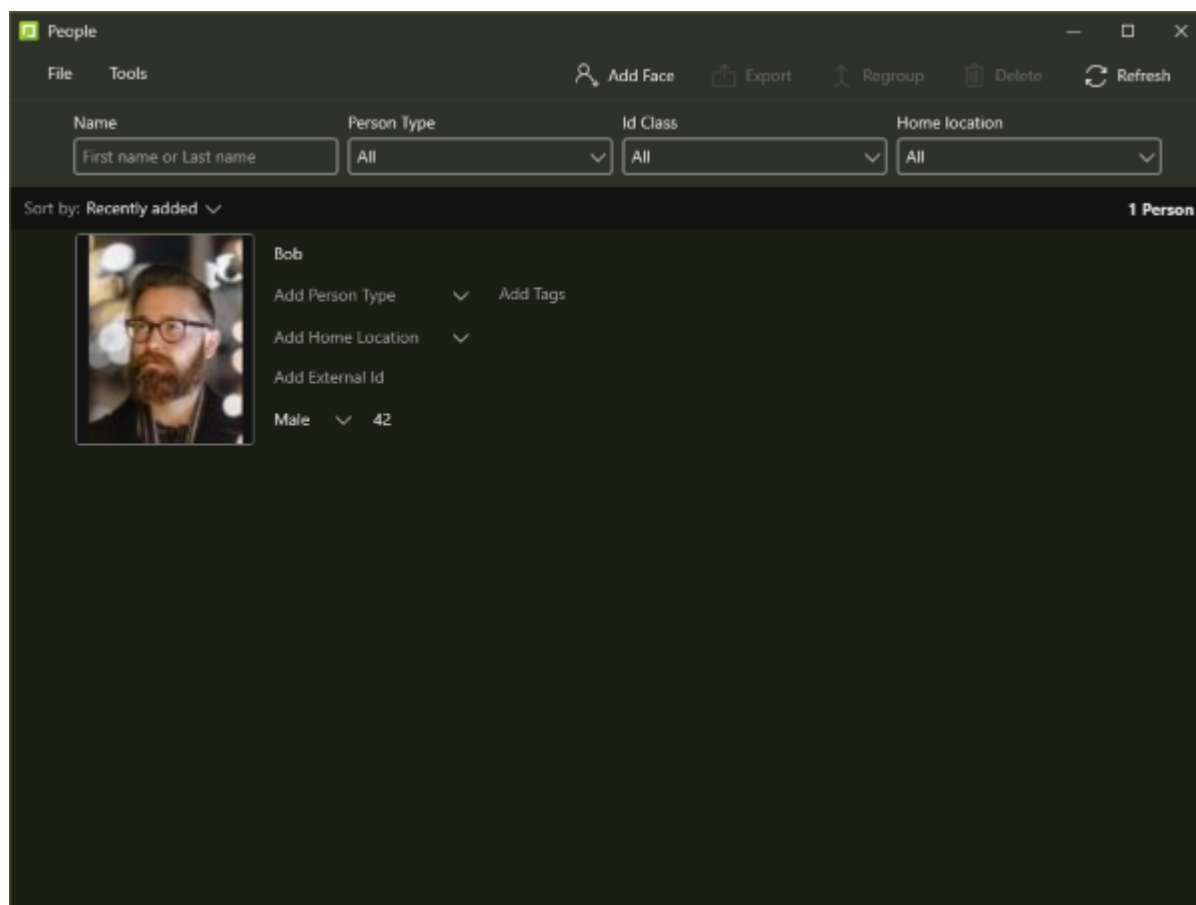 People
File Tools Add Face Export Regroup Delete Refresh
Name Person Type Id Class Home location
First name or Last name All All All
Sort by: Recently added 1 Person
Bob
Add Person Type Add Tags
Add Home Location
Add External Id
Male 42